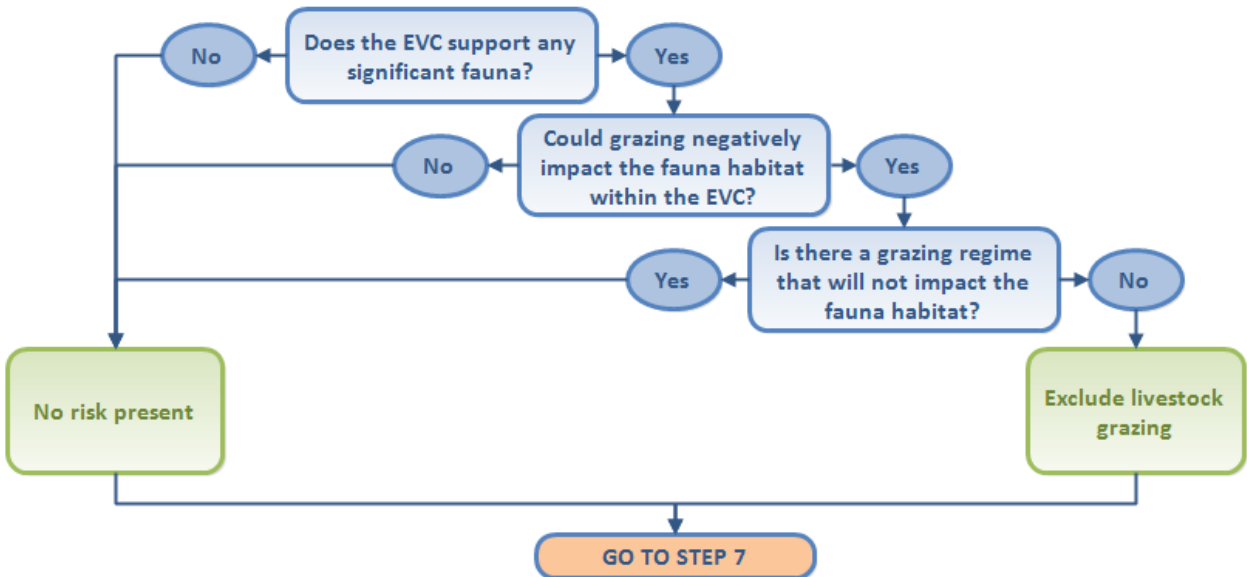 No
Does the EVC support any
significant fauna?
Yes
No
Could grazing negatively
impact the fauna habitat
within the EVC?
Yes
Yes
Is there a grazing regime
that will not impact the
fauna habitat?
No
No risk present
Exclude livestock
grazing
GO TO STEP 7